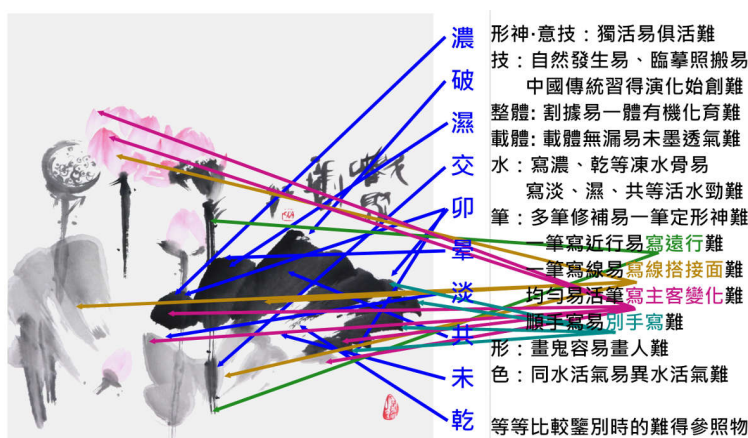 濃
破
濕
交
卯
暈
淡
共
未
乾
形神·意技：獨活易俱活難
技：自然發生易、臨摹照搬易
中國傳統習得演化始創難
整體：割據易一體有機化育難
載體：載體無漏易未墨透氣難
水：寫濃、乾等凍水骨易
寫淡、濕、共等活水勁難
筆：多筆修補易一筆定形神難
一筆寫近行易寫遠行難
一筆寫線易寫線搭接面難
均勻易活筆寫主客變化難
順手寫易別手寫難
形：畫鬼容易畫人難
色：同水活氣易異水活氣難
等等比較鑒別時的難得參照物